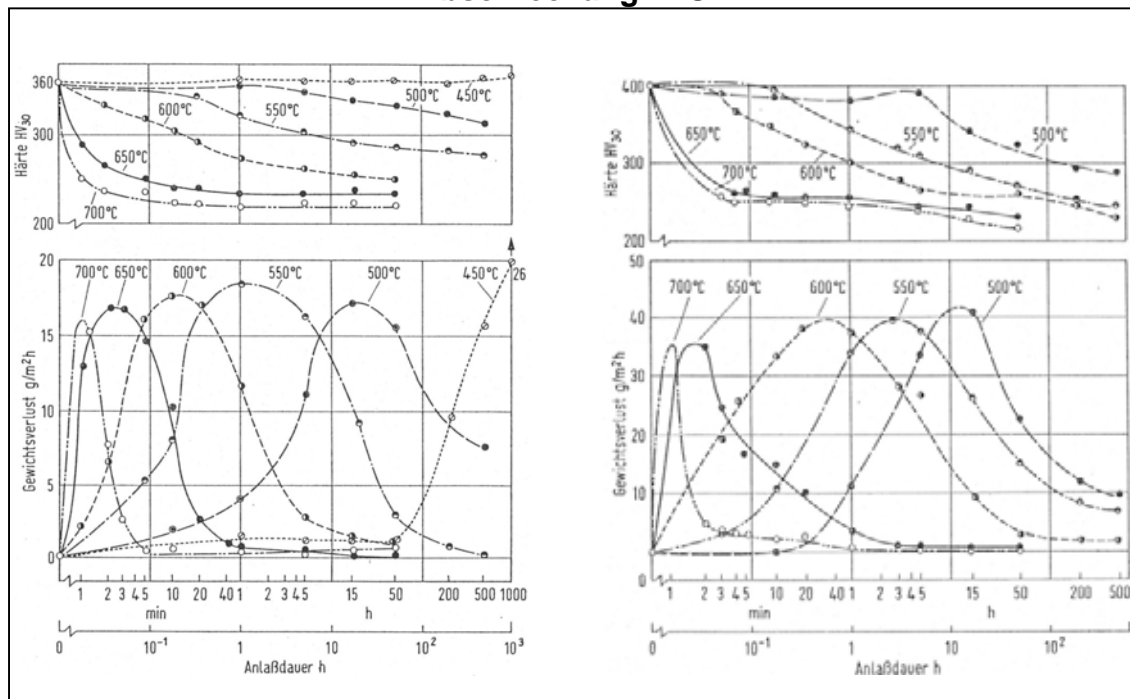 360
300
200
Härte HV30
450°C
500°C
550°C
600°C
650°C
700°C
20
15
10
5
0
Gewichtsverlust g/m²h
700°C 650°C 600°C 550°C 500°C 450°C 26
1 2 3 4 5 10 20 40 1 2 3 4 5 15 50 200 500 1000
min h
0 10⁻¹ 1 10 10² 10³
Anlaßdauer h
400
300
200
Härte HV30
650°C
700°C
600°C
550°C
500°C
50
40
30
20
10
0
Gewichtsverlust g/m²h
700°C 650°C 600°C 550°C 500°C
1 2 3 4 5 10 20 40 1 2 3 4 5 15 50 200 500
min h
0 10⁻¹ 1 10 10²
Anlaßdauer h